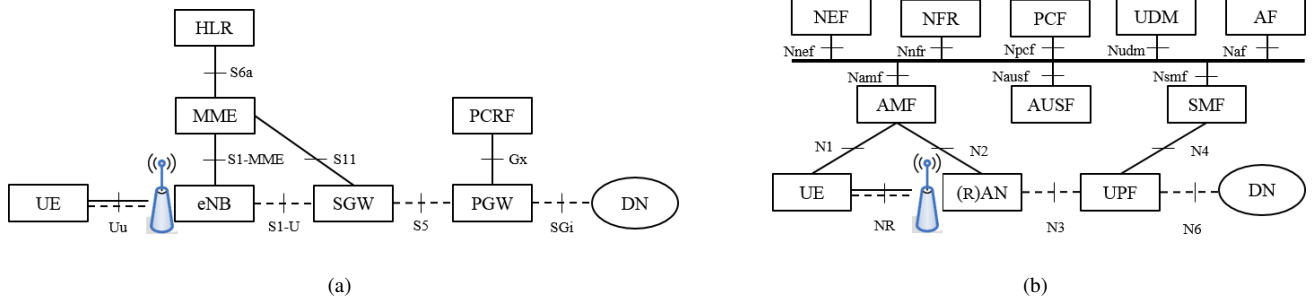 HLR
S6a
MME
PCRF
S1-MME
S11
Gx
UE
eNB
SGW
PGW
DN
Uu
S1-U
S5
SGi
(a)
NEF
NFR
PCF
UDM
AF
Nnef
Nnfr
Npcf
Nudm
Naf
Namf
Nausf
Nsmf
AMF
AUSF
SMF
N1
N2
N4
UE
(R)AN
UPF
DN
NR
N3
N6
(b)